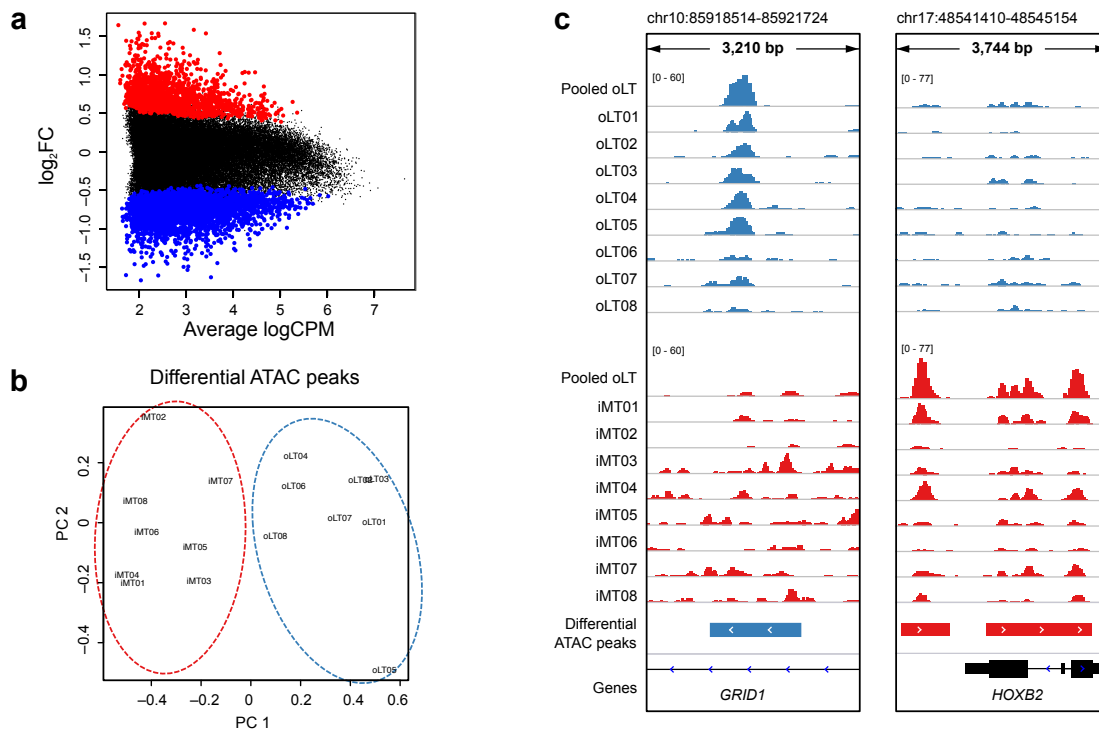 a
1.5
1.0
0.5
0
−0.5
−1.0
−1.5
log2FC
2 3 4 5 6 7
Average logCPM
b
Differential ATAC peaks
iMT02
oLT04
iMT07
oLT03
oLT06
iMT08
oLT07
oLT01
iMT06
oLT08
iMT05
iMT04
iMT01
iMT03
oLT05
0.2
0
−0.2
−0.4
PC 2
−0.4 −0.2 0 0.2 0.4 0.6
PC 1
c
chr10:85918514-85921724
3,210 bp
chr17:48541410-48545154
3,744 bp
[0 - 60]
[0 - 77]
Pooled oLT
oLT01
oLT02
oLT03
oLT04
oLT05
oLT06
oLT07
oLT08
[0 - 60]
[0 - 77]
Pooled oLT
iMT01
iMT02
iMT03
iMT04
iMT05
iMT06
iMT07
iMT08
Differential
ATAC peaks
Genes
GRID1
HOXB2